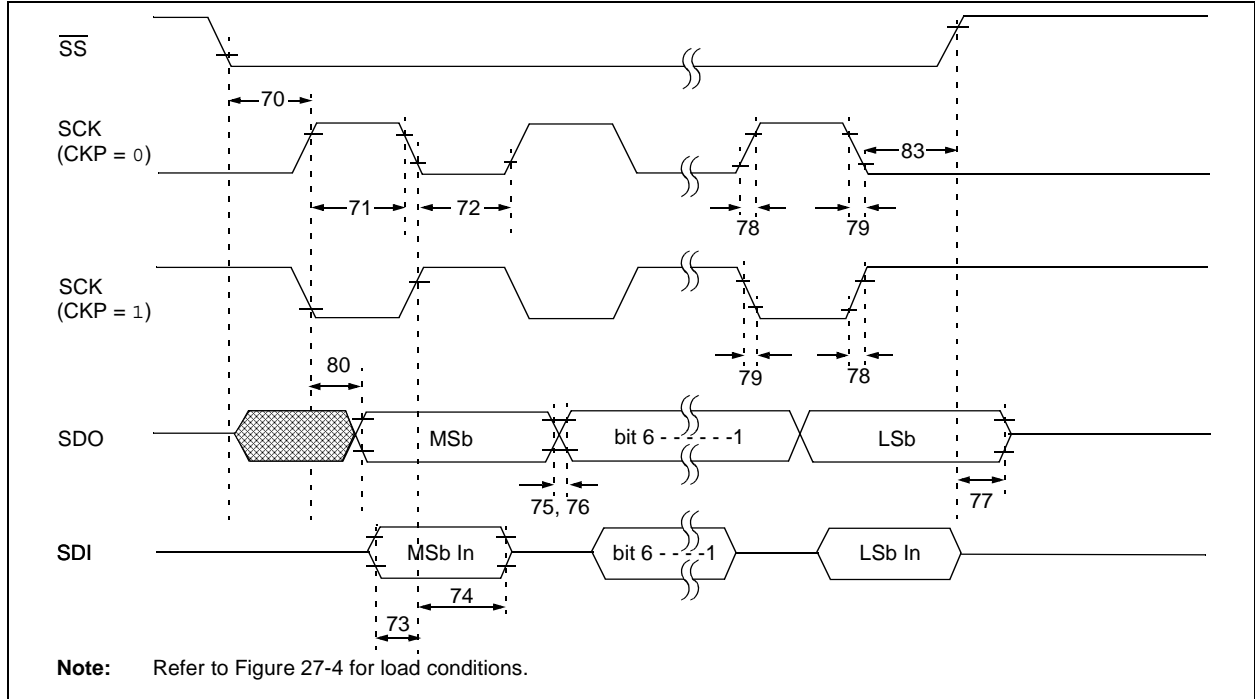 SS
70
SCK
(CKP = 0)
83
71
72
78
79
SCK
(CKP = 1)
79
78
80
SDO
MSb
bit 6 - - - - - -1
LSb
75, 76
77
SDI
MSb In
bit 6 - - - - -1
LSb In
74
73
Note: Refer to Figure 27-4 for load conditions.